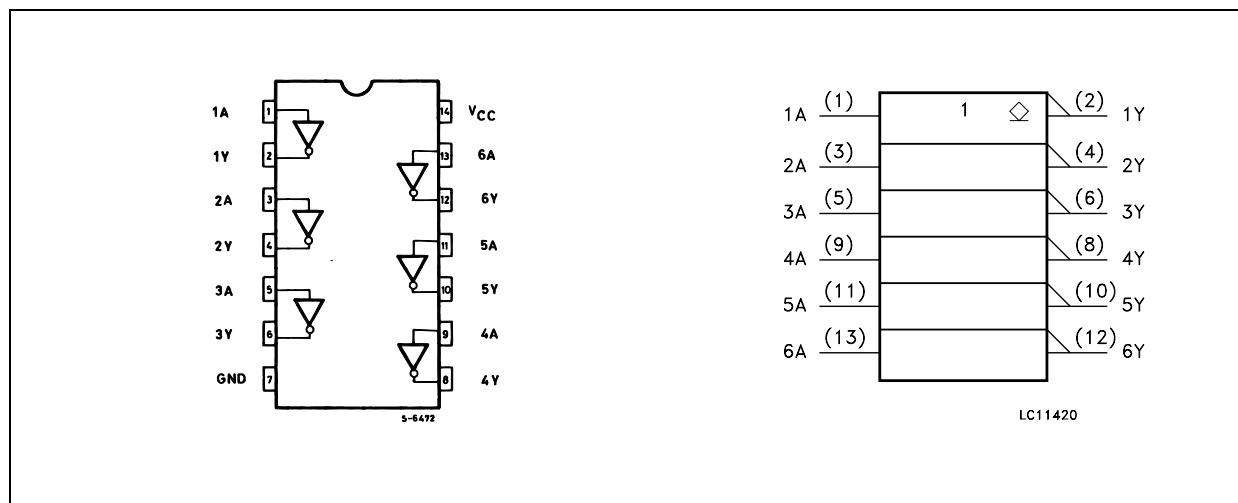 1A 1 14 VCC
1Y 2 13 6A
2A 3 12 6Y
2Y 4 11 5A
3A 5 10 5Y
3Y 6 9 4A
GND 7 8 4Y
S-6472
1A (1) 1 (2) 1Y
2A (3) (4) 2Y
3A (5) (6) 3Y
4A (9) (8) 4Y
5A (11) (10) 5Y
6A (13) (12) 6Y
LC11420